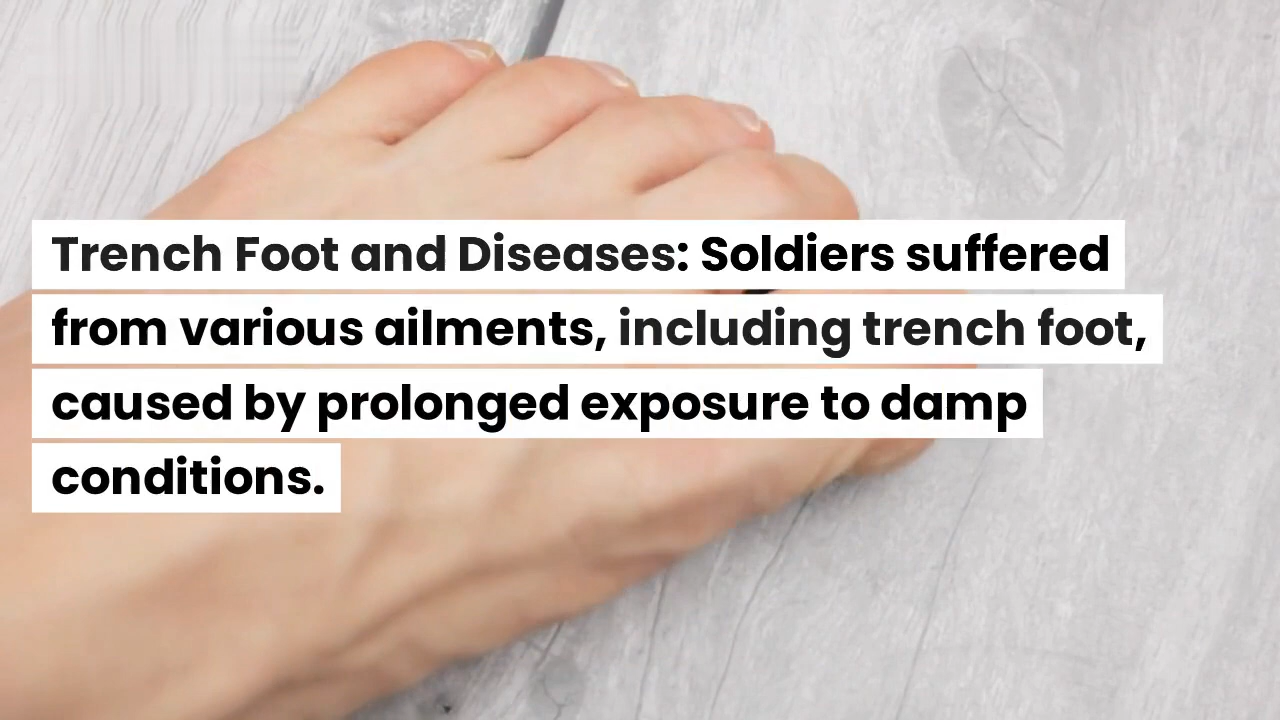 Trench Foot and Diseases: Soldiers suffered
from various ailments, including trench foot,
caused by prolonged exposure to damp
conditions.